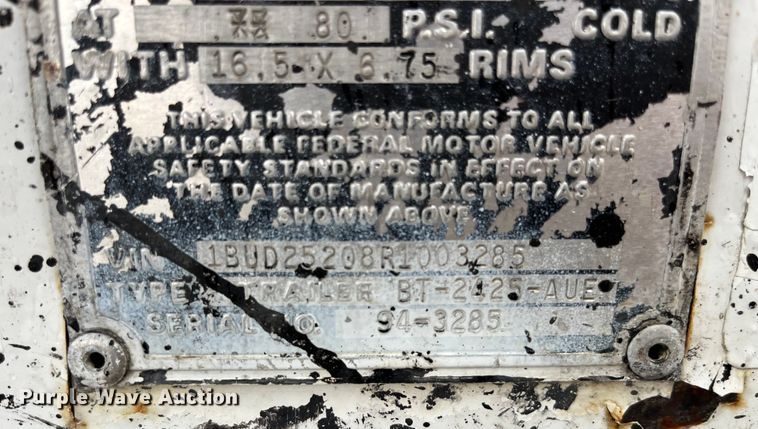 AT 80 P.S.I. COLD
WITH 16.5 X 6.75 RIMS
THIS VEHICLE CONFORMS TO ALL
APPLICABLE FEDERAL MOTOR VEHICLE
SAFETY STANDARDS IN EFFECT ON
THE DATE OF MANUFACTURE AS
SHOWN ABOVE
VIN 1BUD25208R1003285
TYPE TRAILER BT-2425-AUE
SERIAL NO. 94-3285
Purple Wave Auction